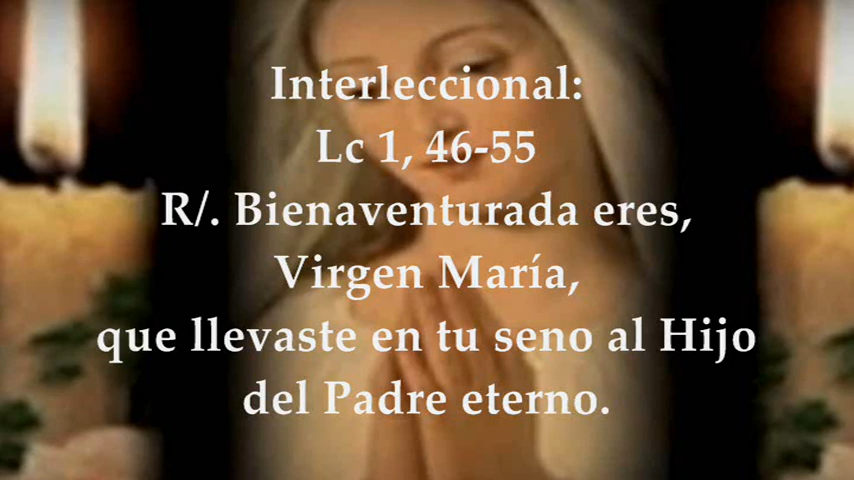 Interleccional:
Lc 1, 46-55
R/. Bienaventurada eres,
Virgen María,
que llevaste en tu seno al Hijo
del Padre eterno.